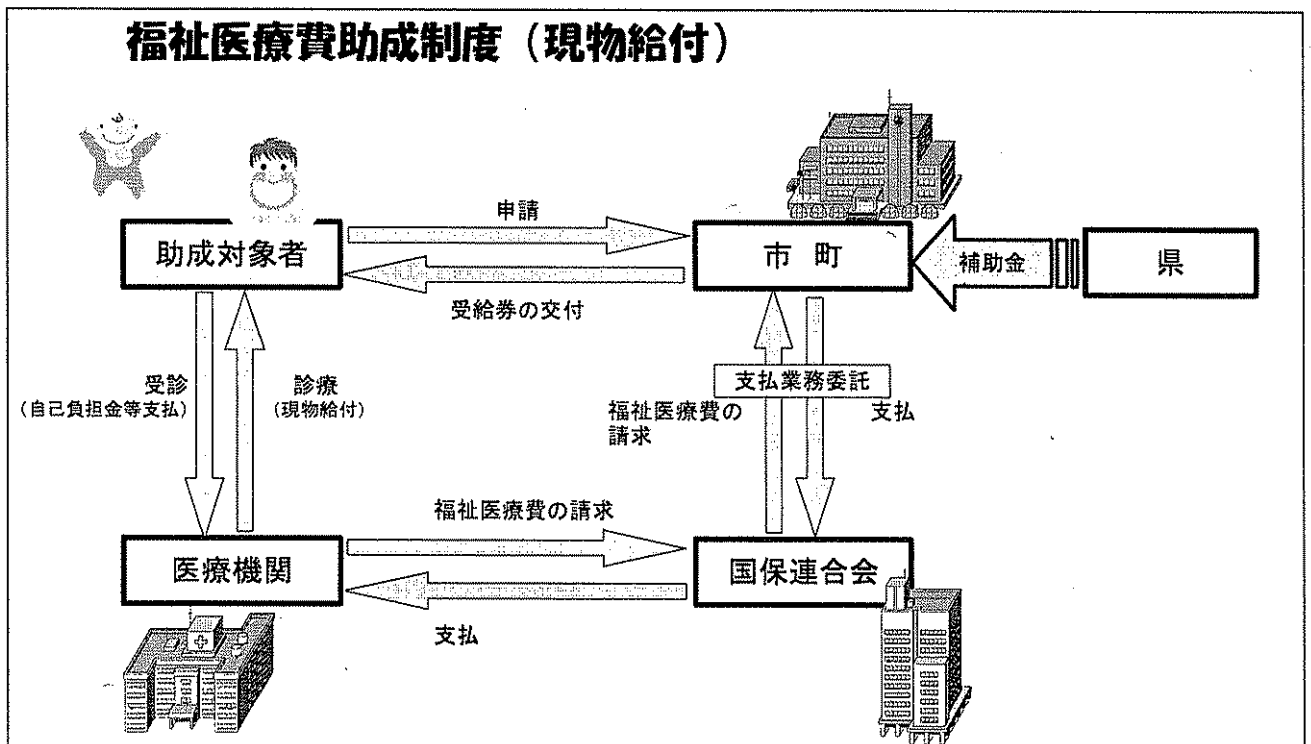 福祉医療費助成制度（現物給付）
申請
助成対象者
市 町
補助金
県
受給券の交付
受診
（自己負担金等支払）
診療
（現物給付）
支払業務委託
福祉医療費の
請求
支払
福祉医療費の請求
医療機関
国保連合会
支払